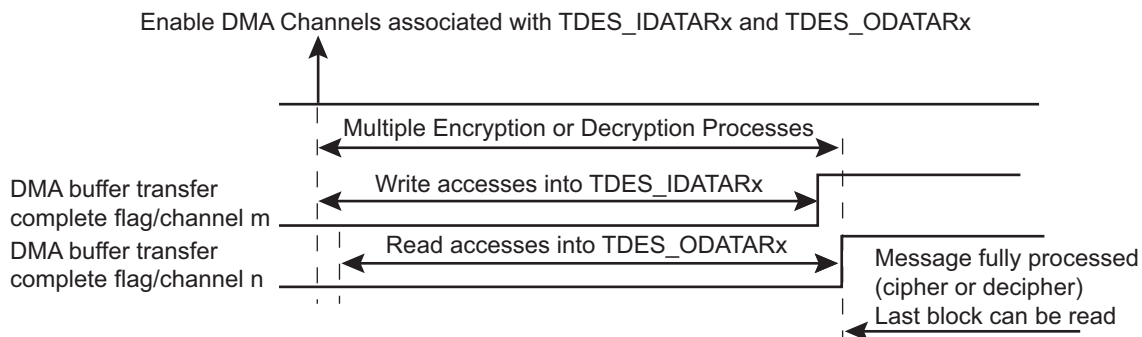 Enable DMA Channels associated with TDES_IDATARx and TDES_ODATARx
Multiple Encryption or Decryption Processes
DMA buffer transfer
complete flag/channel m
Write accesses into TDES_IDATARx
DMA buffer transfer
complete flag/channel n
Read accesses into TDES_ODATARx
Message fully processed
(cipher or decipher)
Last block can be read